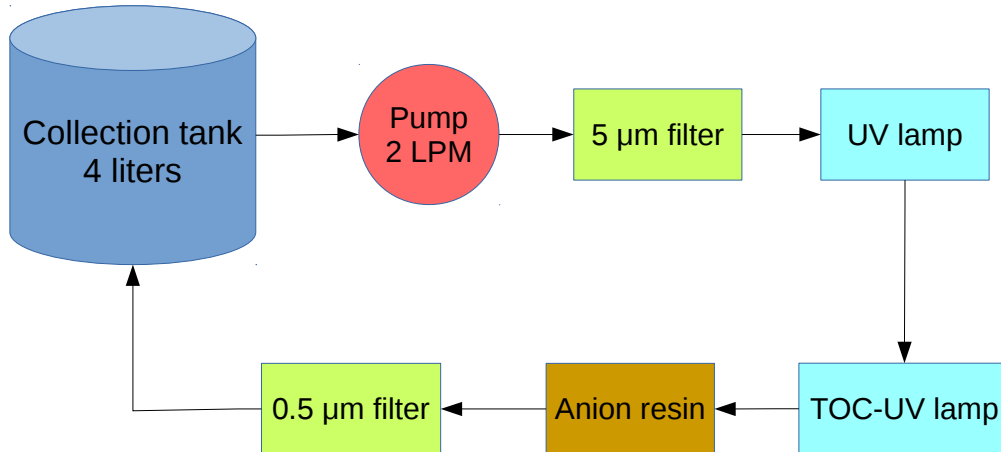 Collection tank
4 liters
Pump
2 LPM
5 µm filter
UV lamp
TOC-UV lamp
Anion resin
0.5 µm filter